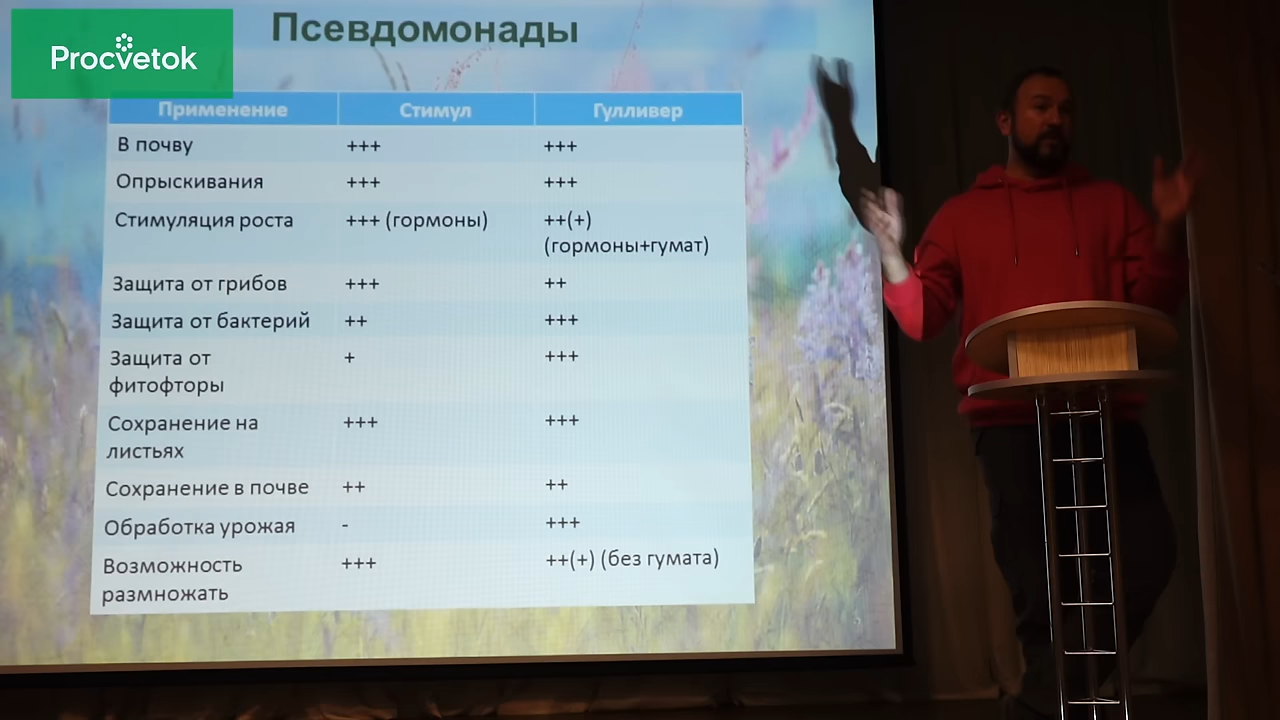 Procvetok
Псевдомонады
Применение Стимул Гулливер
В почву +++ +++
Опрыскивания +++ +++
Стимуляция роста +++ (гормоны) ++(+)
(гормоны+гумат)
Защита от грибов +++ ++
Защита от бактерий ++ +++
Защита от + +++
фитофторы
Сохранение на +++ +++
листьях
Сохранение в почве ++ ++
Обработка урожая - +++
Возможность +++ ++(+) (без гумата)
размножать